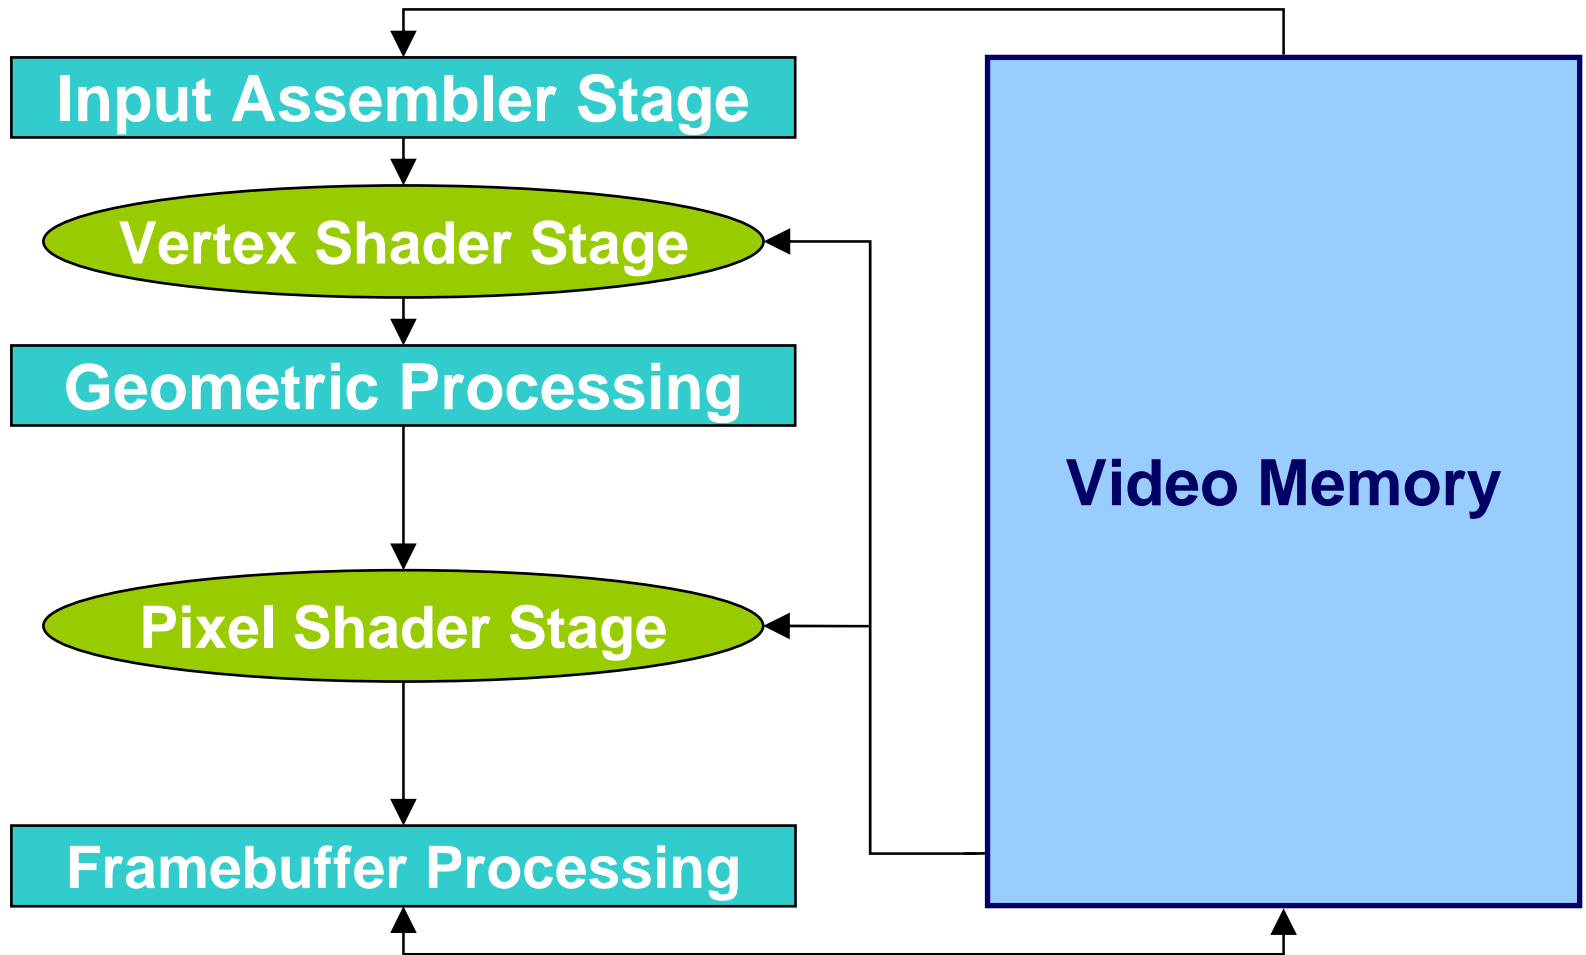 Input Assembler Stage
Vertex Shader Stage
Geometric Processing
Video Memory
Pixel Shader Stage
Framebuffer Processing